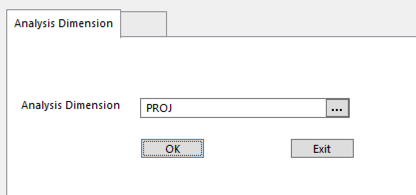 Analysis Dimension
Analysis Dimension PROJ ...
OK Exit